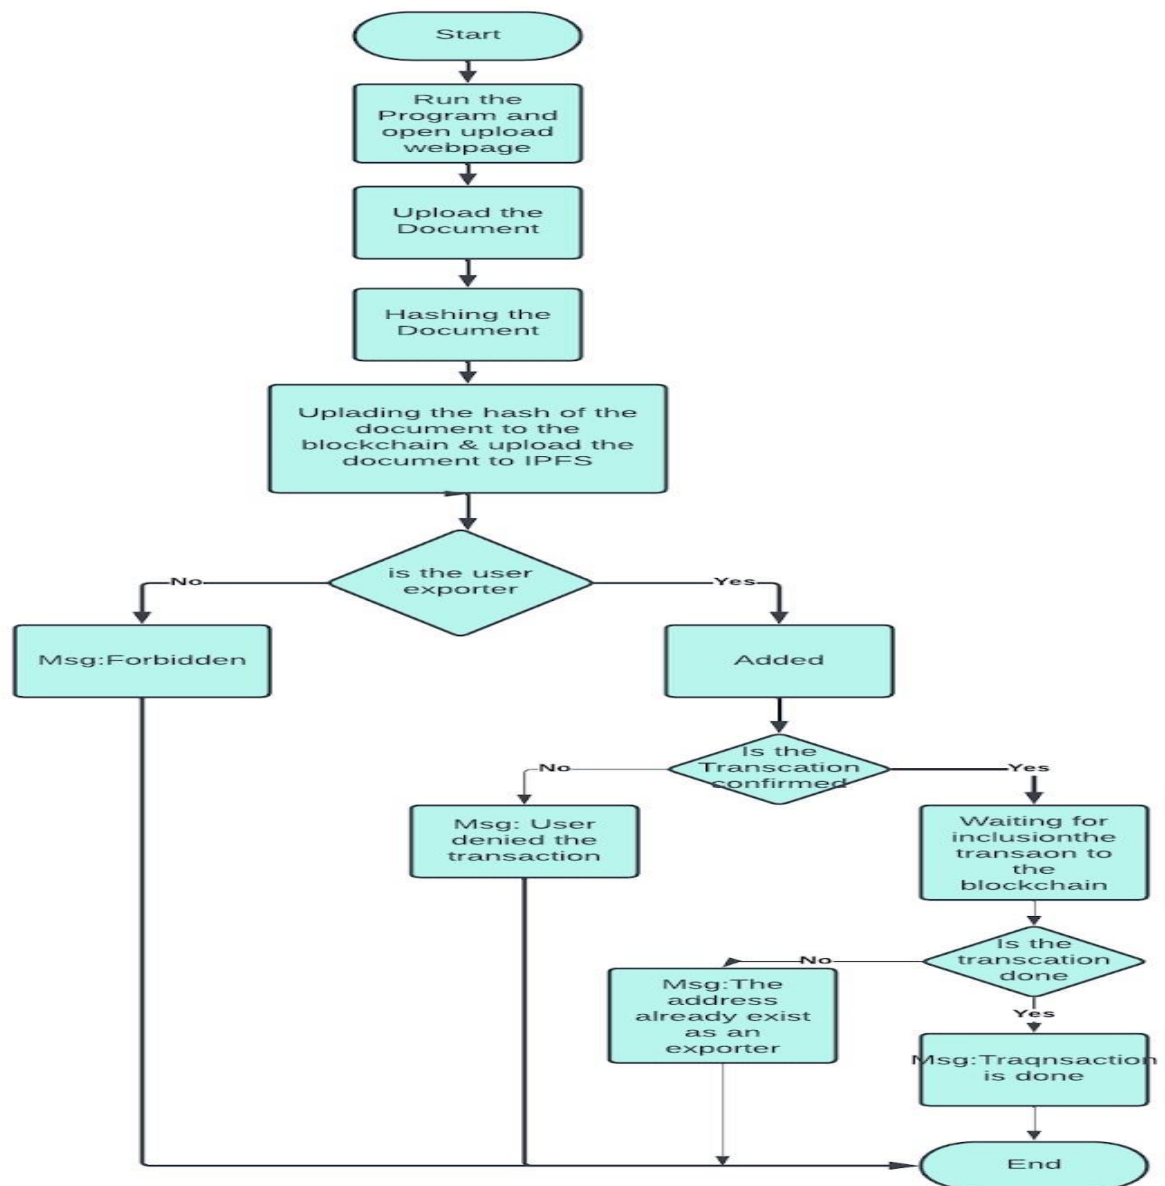 Start
Run the
Program and
open upload
webpage
Upload the
Document
Hashing the
Document
Uplading the hash of the
document to the
blockchain & upload the
document to IPFS
is the user
exporter
No
Yes
Msg:Forbidden
Added
Is the
Transcation
confirmed
No
Yes
Msg: User
denied the
transaction
Waiting for
inclusionthe
transaon to
the
blockchain
Is the
transcation
done
No
Yes
Msg:The
address
already exist
as an
exporter
Msg:Traqnsaction
is done
End